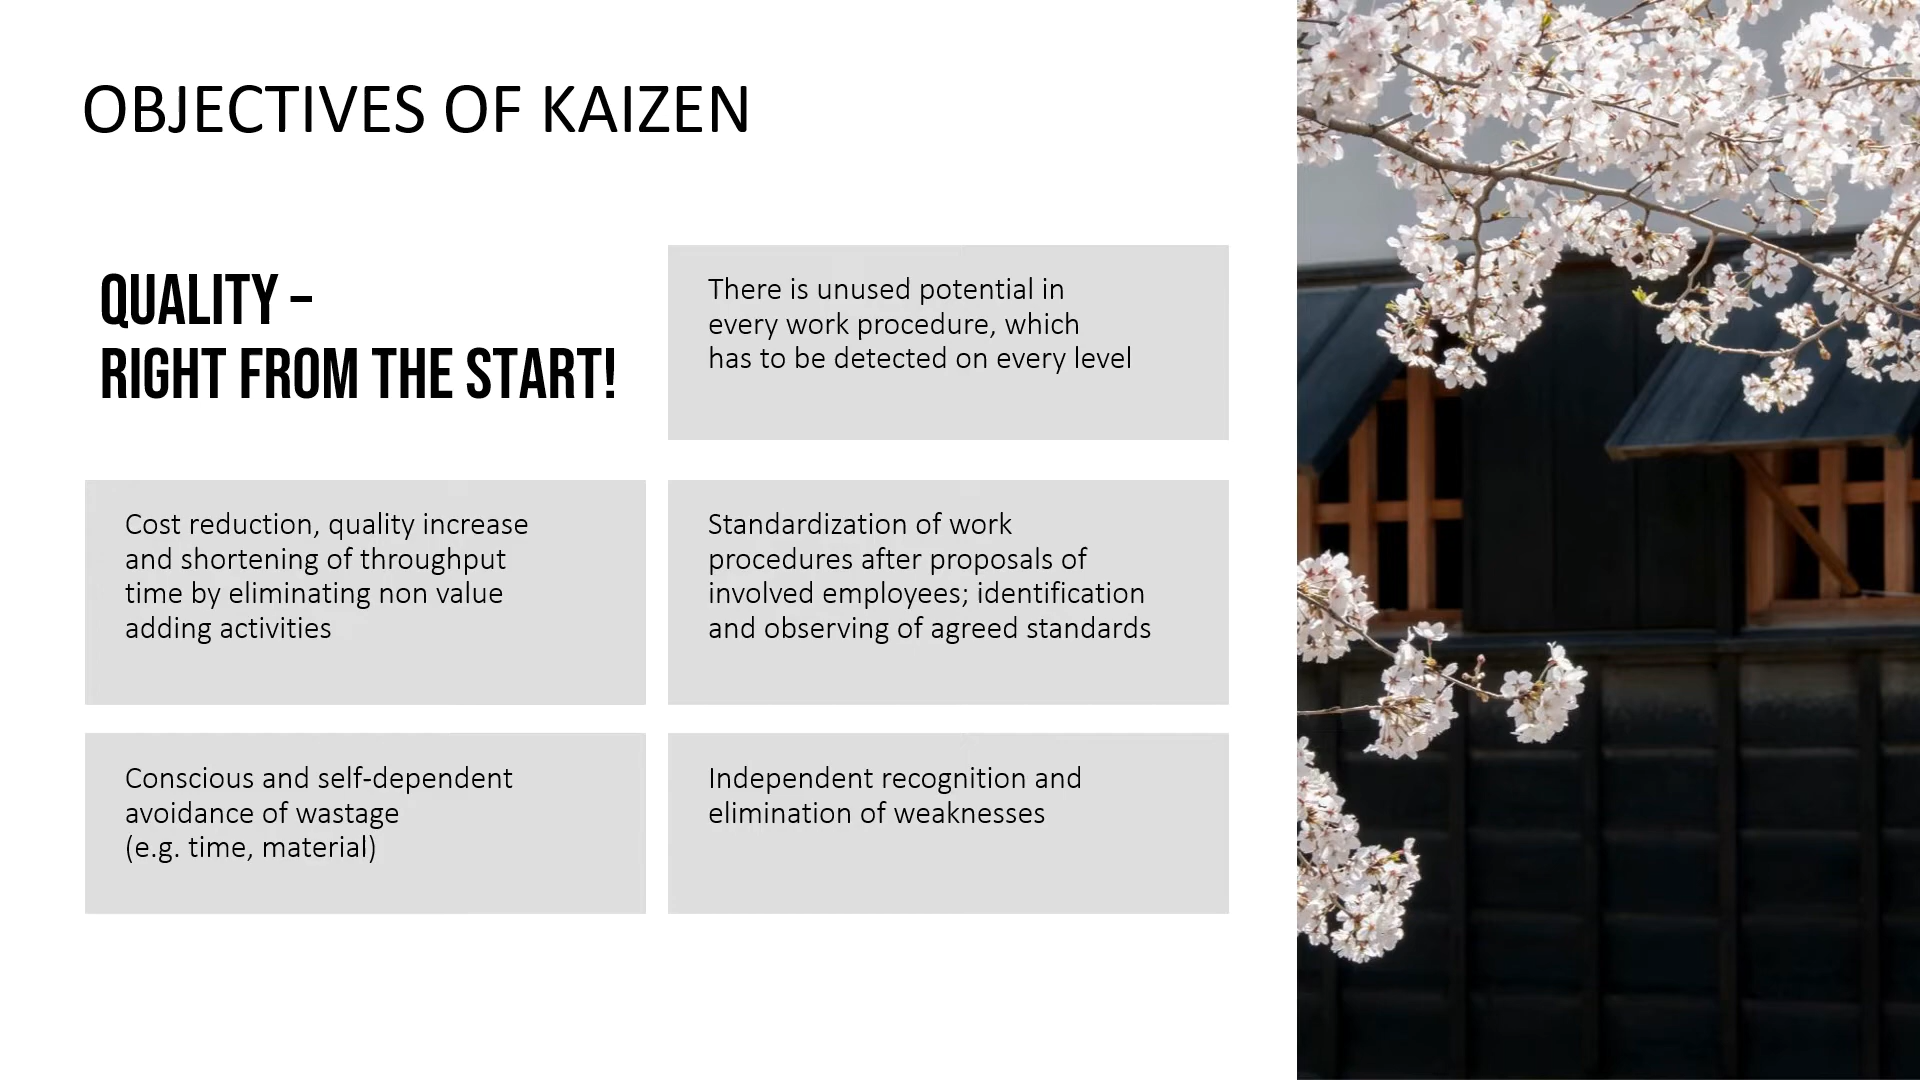 OBJECTIVES OF KAIZEN
QUALITY –
RIGHT FROM THE START!
There is unused potential in
every work procedure, which
has to be detected on every level
Cost reduction, quality increase
and shortening of throughput
time by eliminating non value
adding activities
Standardization of work
procedures after proposals of
involved employees; identification
and observing of agreed standards
Conscious and self-dependent
avoidance of wastage
(e.g. time, material)
Independent recognition and
elimination of weaknesses